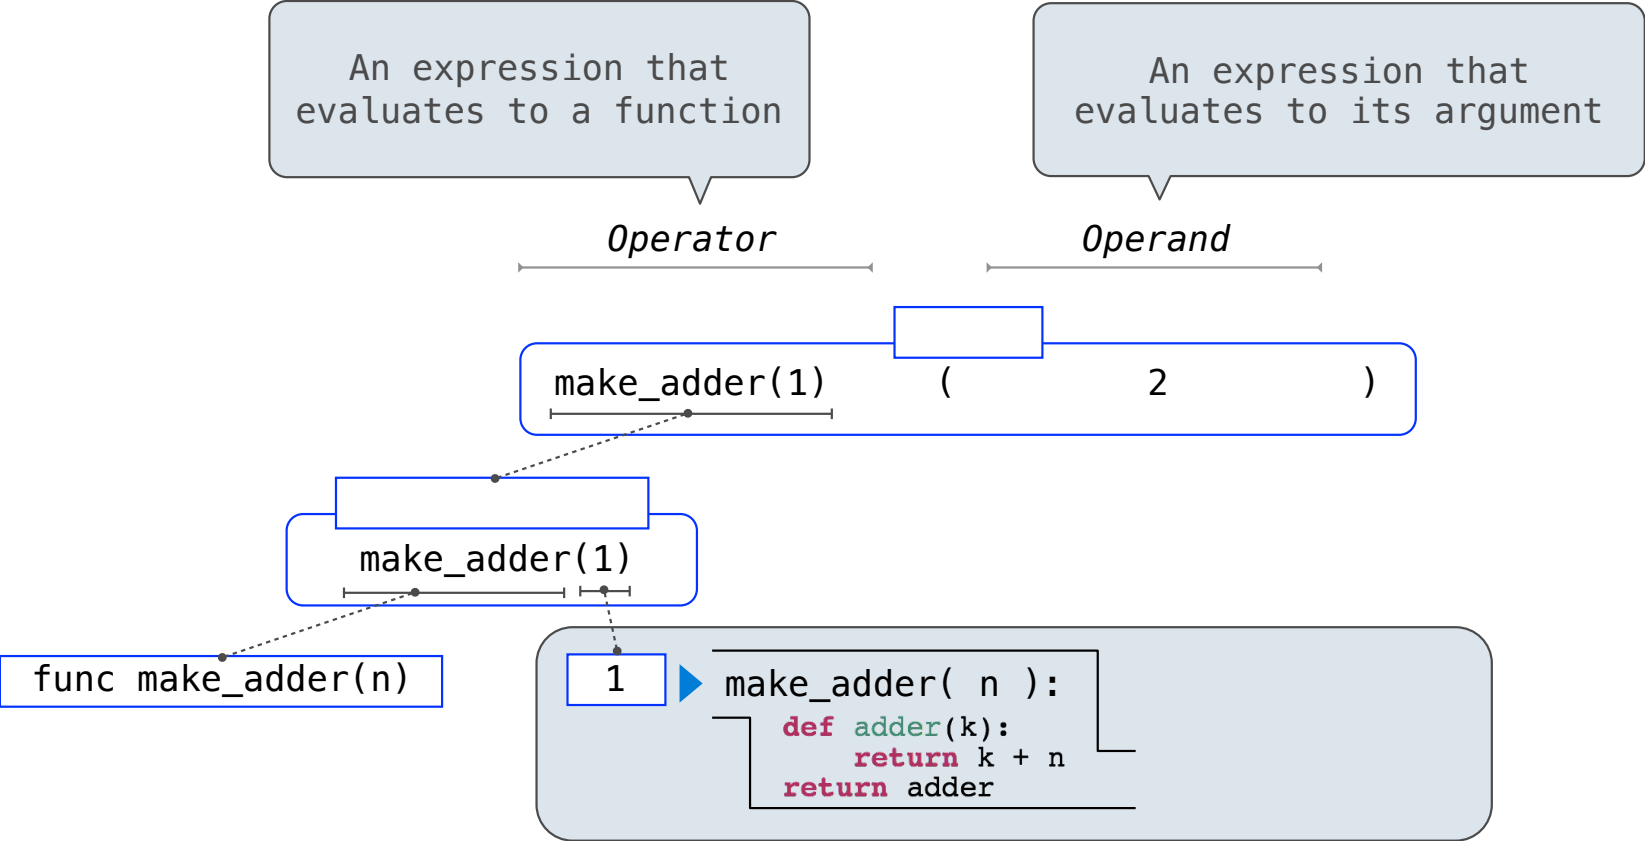 An expression that
evaluates to a function
An expression that
evaluates to its argument
Operator
Operand
make_adder(1) ( 2 )
make_adder(1)
func make_adder(n)
1
make_adder( n ):
def adder(k):
return k + n
return adder